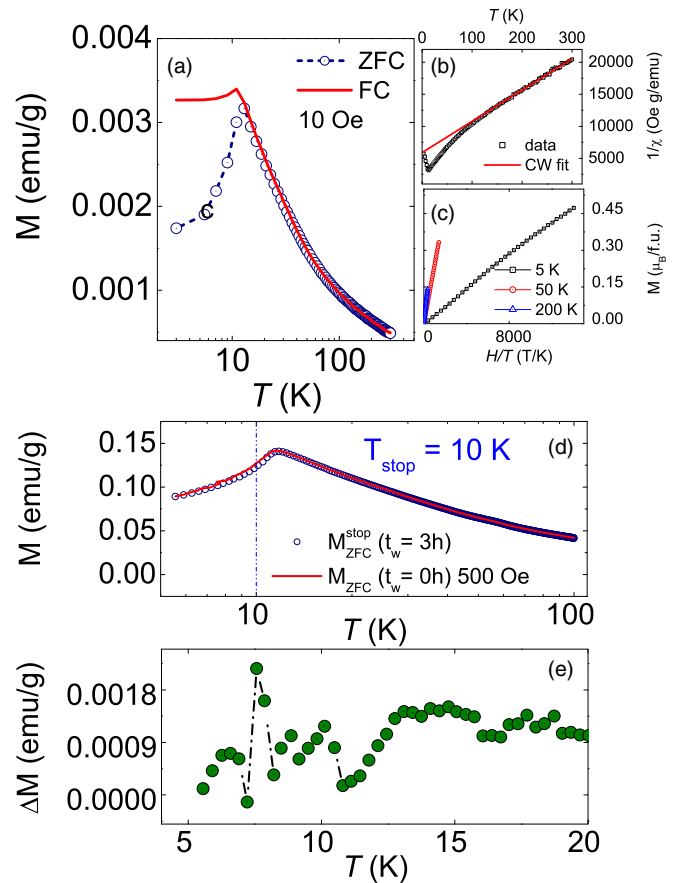 (a)
ZFC
FC
10 Oe
C
M (emu/g)
0.004
0.003
0.002
0.001
10
100
T (K)
T (K)
0
100
200
300
(b)
data
CW fit
20000
15000
10000
5000
1/χ (Oe g/emu)
(c)
5 K
50 K
200 K
0.45
0.30
0.15
0.00
M (μB/f.u.)
0
8000
H/T (T/K)
(d)
Tstop = 10 K
M^stop_ZFC (tw = 3h)
M_ZFC (tw = 0h) 500 Oe
M (emu/g)
0.15
0.10
0.05
0.00
10
100
T (K)
(e)
ΔM (emu/g)
0.0018
0.0009
0.0000
5
10
15
20
T (K)